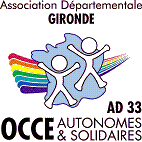 Association Départementale
GIRONDE
AD 33
OCCE AUTONOMES
& SOLIDAIRES